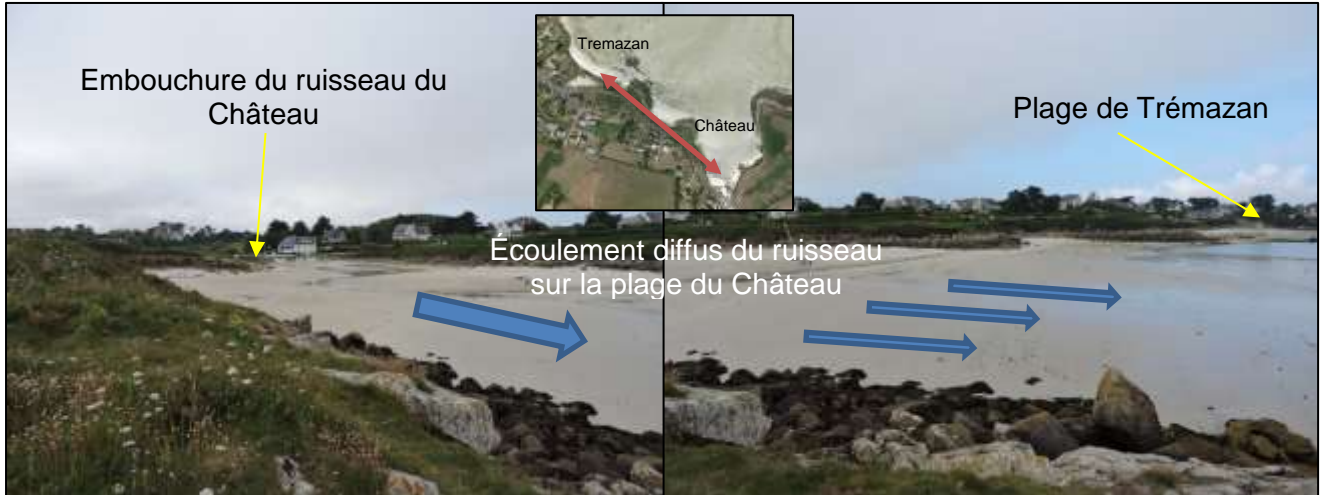 Embouchure du ruisseau du
Château
Tremazan
Château
Plage de Trémazan
Écoulement diffus du ruisseau
sur la plage du Château